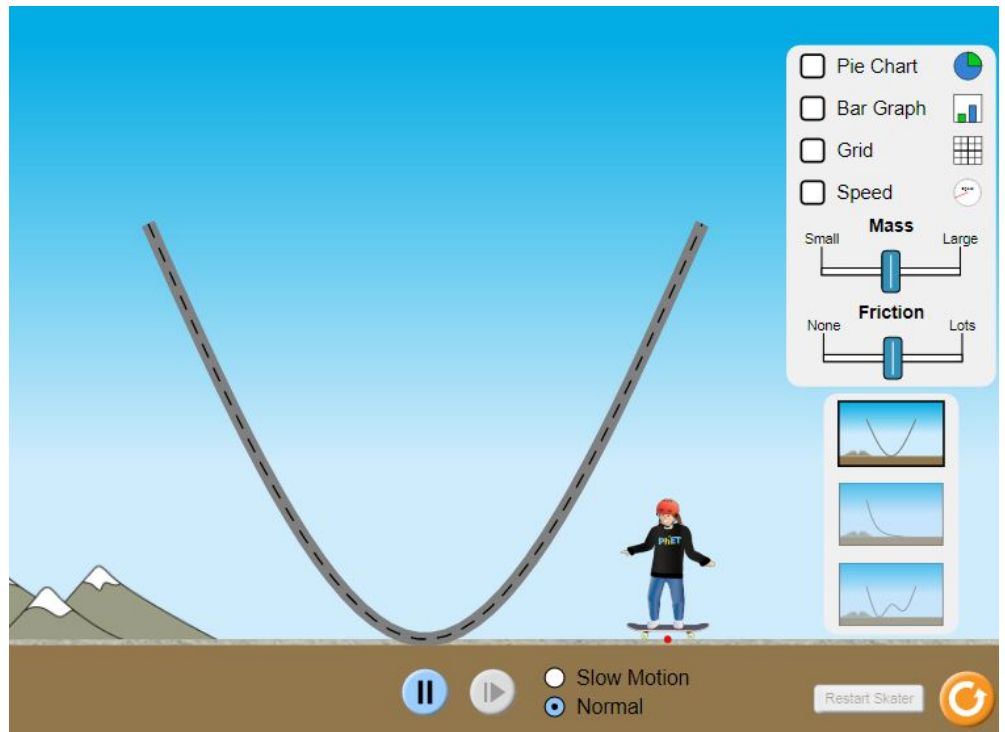 Pie Chart
Bar Graph
Grid
Speed
Mass
Small Large
Friction
None Lots
PhET
Slow Motion
Normal
Restart Skater